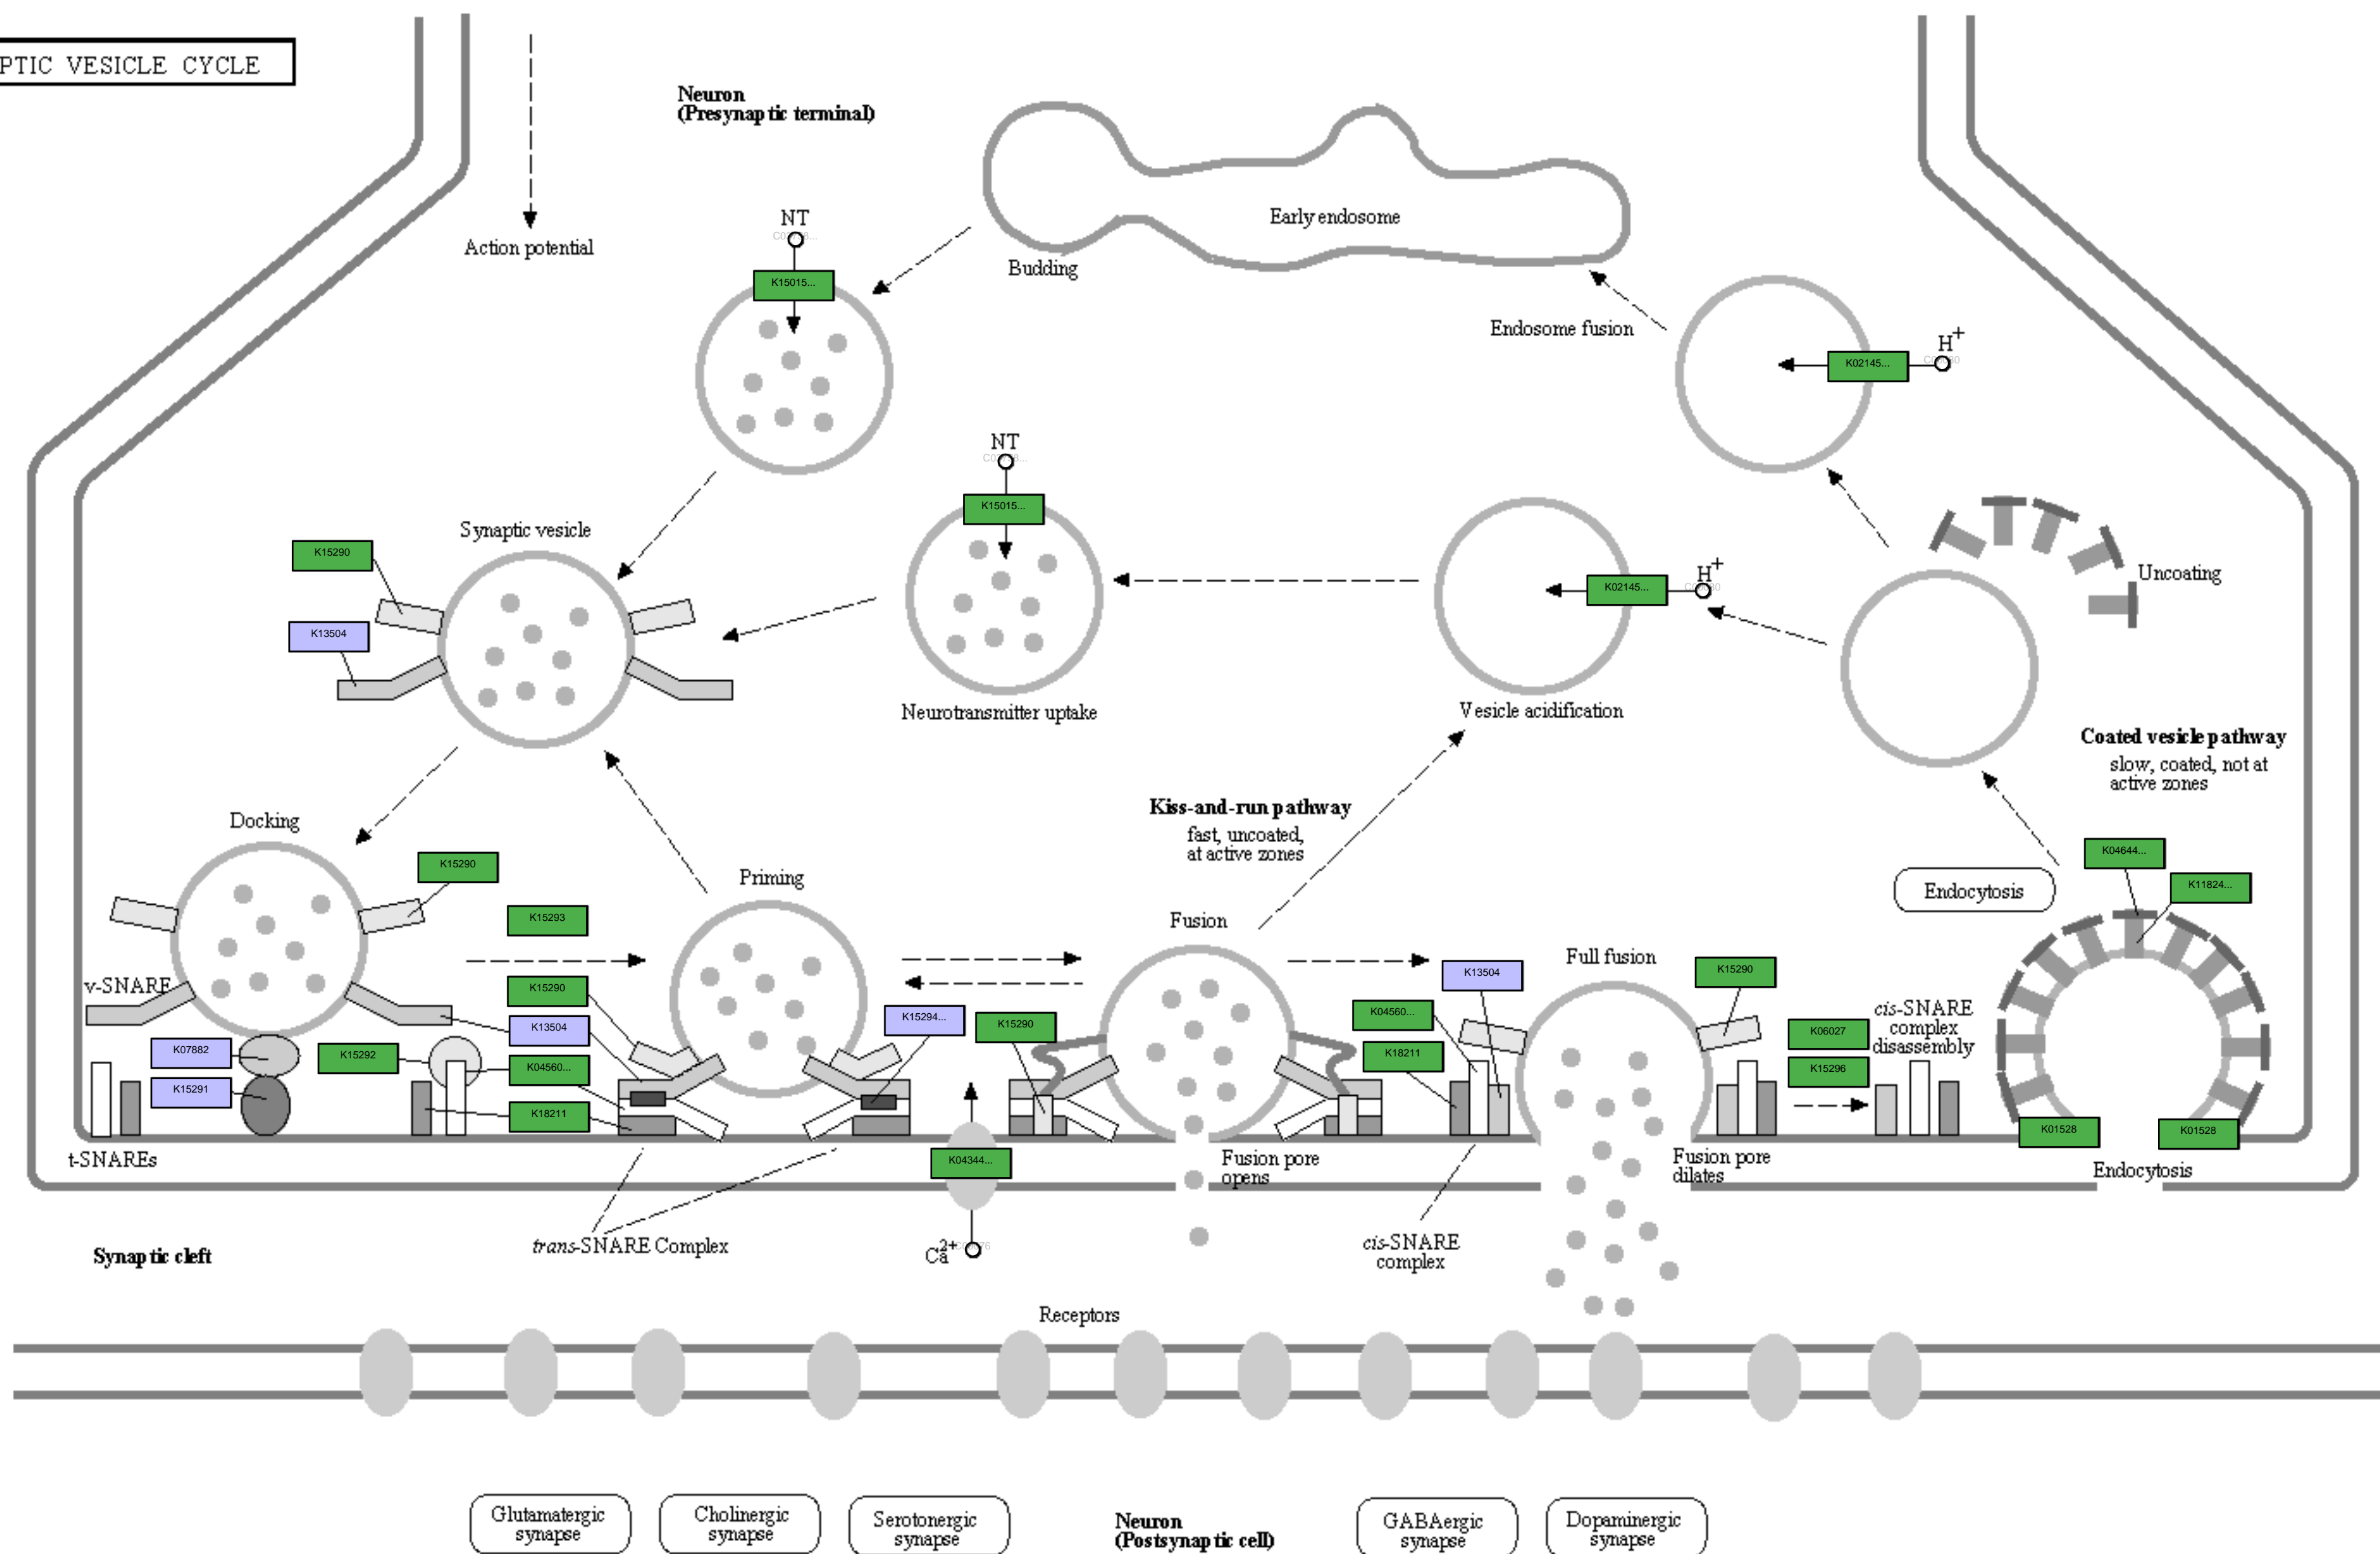 PTIC VESICLE CYCLE
Neuron
(Presynaptic terminal)
Action potential
NT
K15015...
Budding
Early endosome
Endosome fusion
H+
K02145...
NT
K15015...
Neurotransmitter uptake
H+
K02145...
Vesicle acidification
Uncoating
Synaptic vesicle
K15290
K13504
Coated vesicle pathway
slow, coated, not at
active zones
Kiss-and-run pathway
fast, uncoated,
at active zones
Docking
K15290
v-SNARE
K07882
K15291
K15292
t-SNAREs
K15293
K15290
K13504
K04560...
K18211
Priming
K15294...
K15290
K04344...
Fusion
Fusion pore
opens
K13504
K04560...
K18211
Full fusion
K15290
Fusion pore
dilates
K06027
K15296
cis-SNARE
complex
disassembly
Endocytosis
K04644...
K11824...
K01528
K01528
Endocytosis
trans-SNARE Complex
Ca2+
cis-SNARE
complex
Synaptic cleft
Receptors
Glutamatergic
synapse
Cholinergic
synapse
Serotonergic
synapse
Neuron
(Postsynaptic cell)
GABAergic
synapse
Dopaminergic
synapse